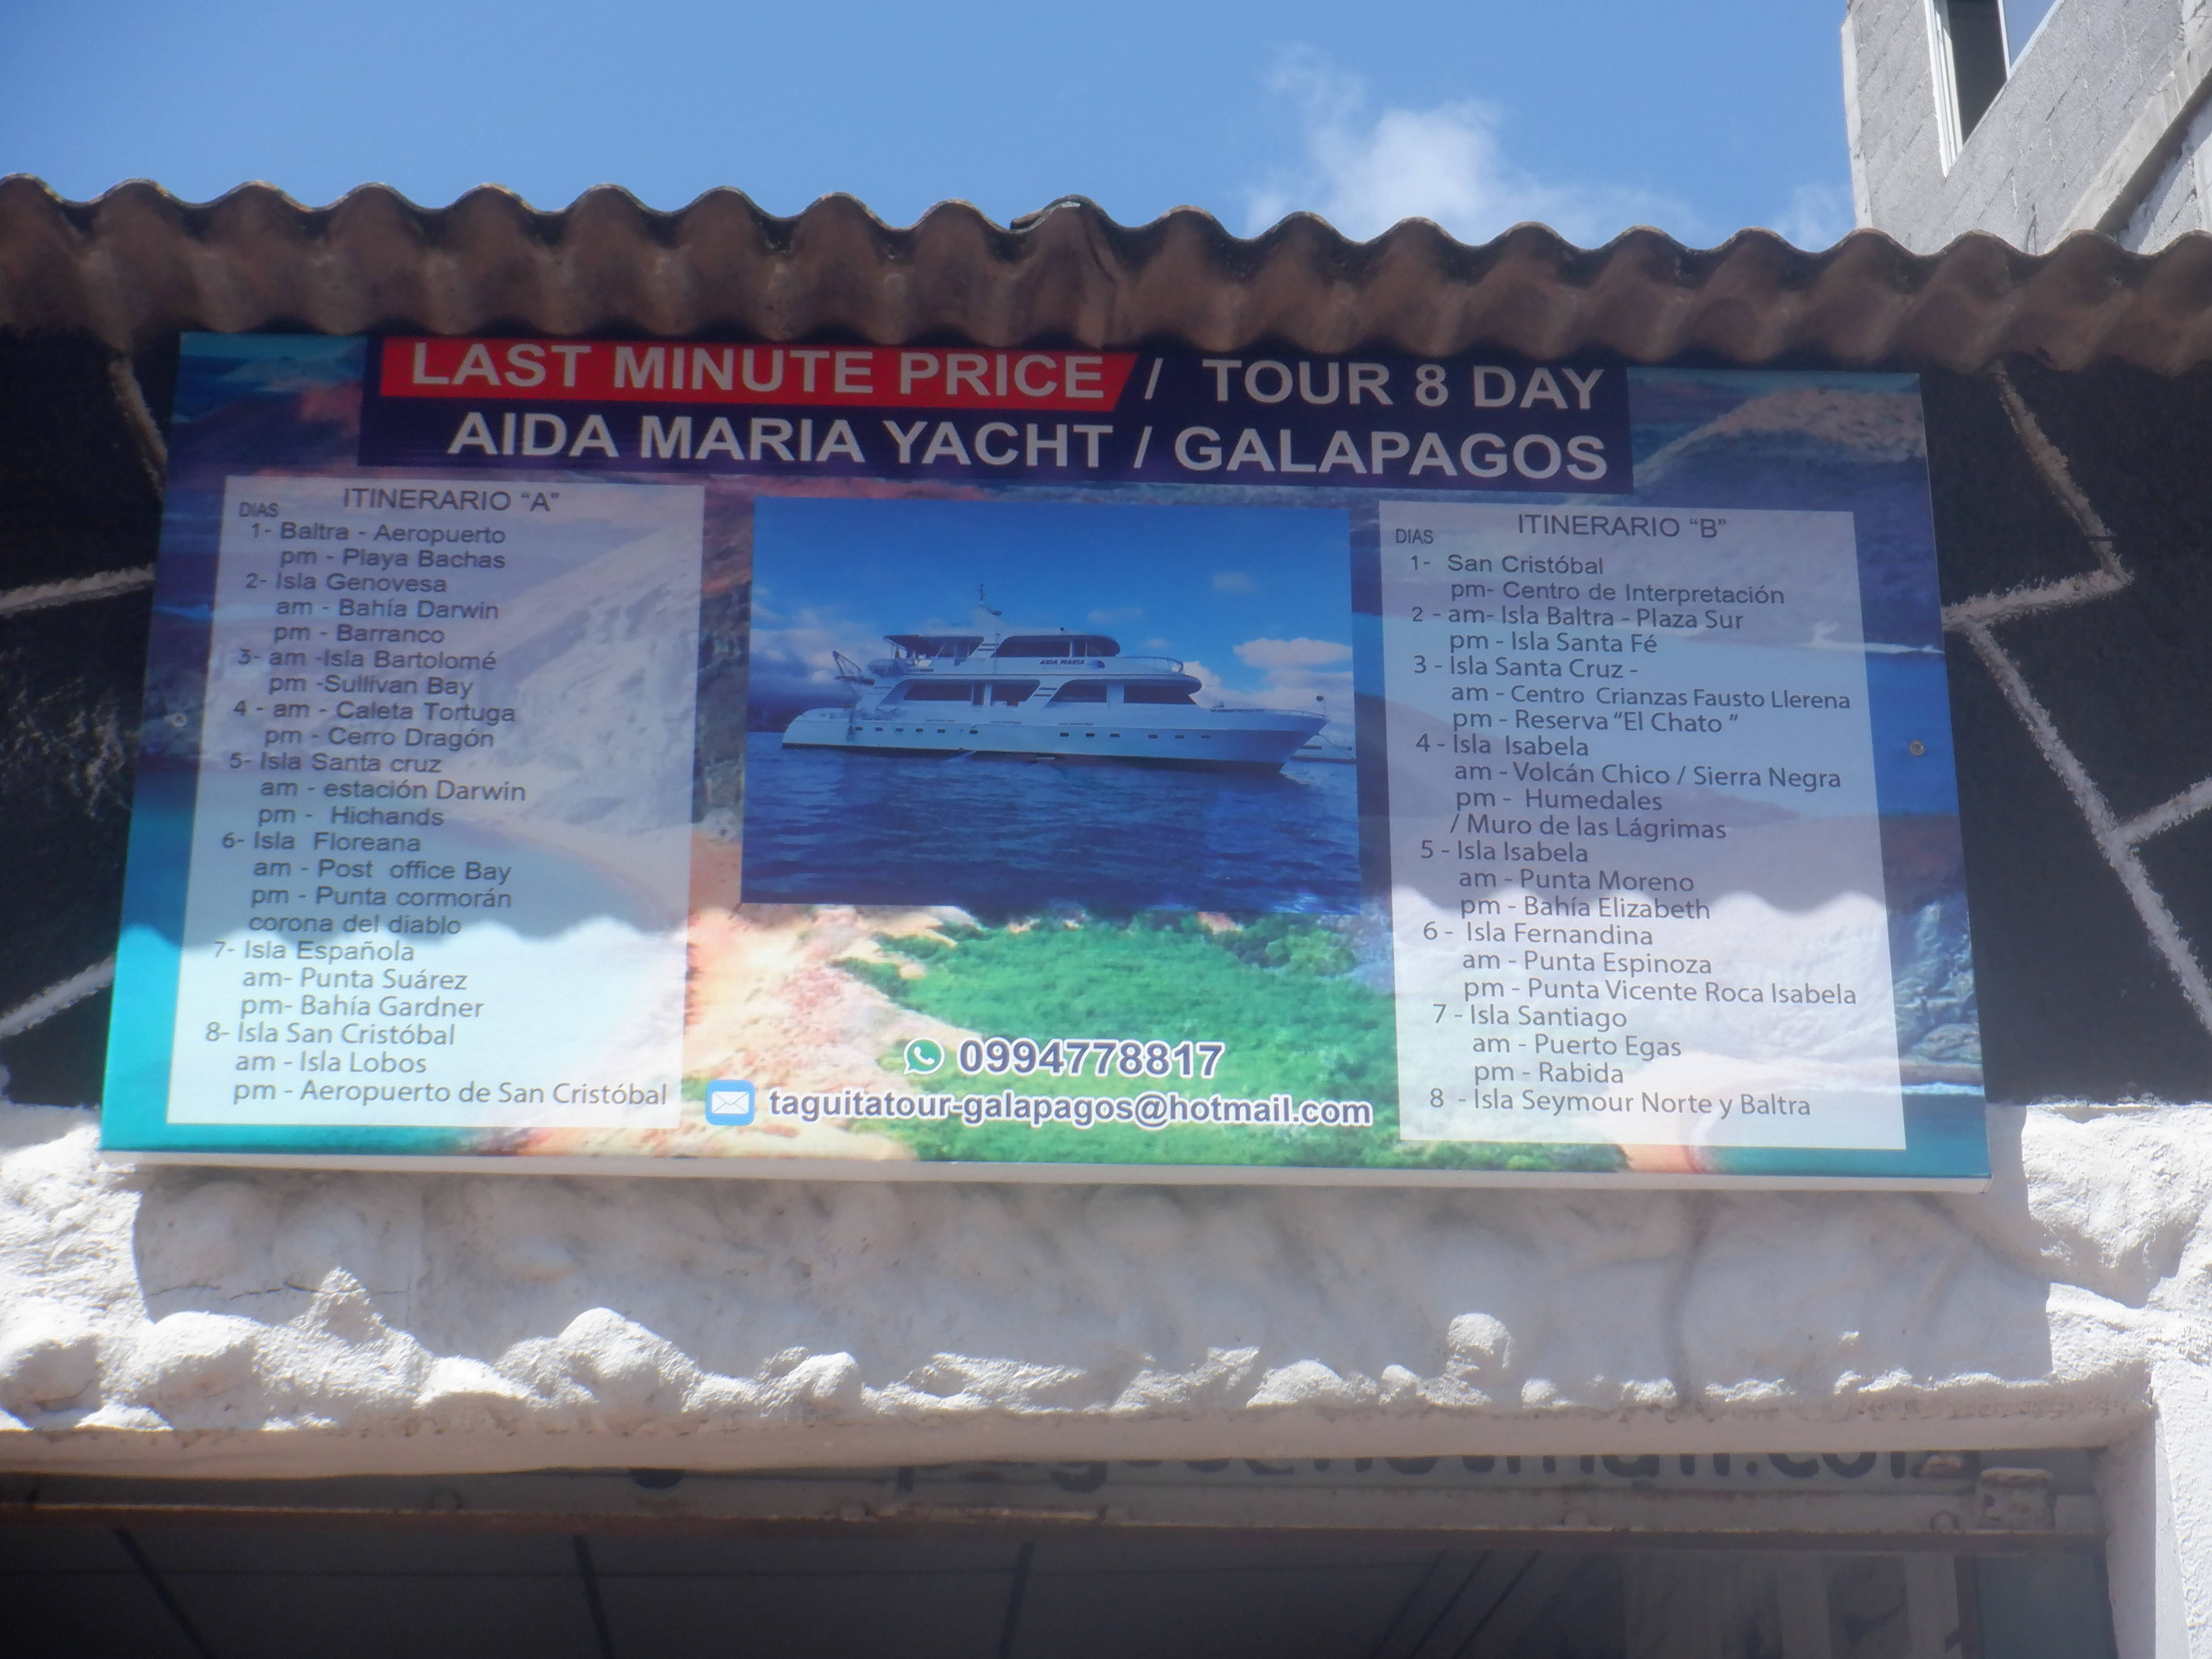 LAST MINUTE PRICE / TOUR 8 DAY
AIDA MARIA YACHT / GALAPAGOS
ITINERARIO "A"
DIAS
1- Baltra - Aeropuerto
pm - Playa Bachas
2- Isla Genovesa
am - Bahía Darwin
pm - Barranco
3- am -Isla Bartolomé
pm -Sullivan Bay
4 - am - Caleta Tortuga
pm - Cerro Dragón
5- Isla Santa cruz
am - estación Darwin
pm - Hichands
6- Isla Floreana
am - Post office Bay
pm - Punta cormorán
corona del diablo
7- Isla Española
am- Punta Suárez
pm- Bahía Gardner
8- Isla San Cristóbal
am - Isla Lobos
pm - Aeropuerto de San Cristóbal
AIDA MARIA
0994778817
taguitatour-galapagos@hotmail.com
ITINERARIO "B"
DIAS
1- San Cristóbal
pm- Centro de Interpretación
2 - am- Isla Baltra - Plaza Sur
pm - Isla Santa Fé
3 - Isla Santa Cruz -
am - Centro Crianzas Fausto Llerena
pm - Reserva "El Chato "
4 - Isla Isabela
am - Volcán Chico / Sierra Negra
pm - Humedales
/ Muro de las Lágrimas
5 - Isla Isabela
am - Punta Moreno
pm - Bahía Elizabeth
6 - Isla Fernandina
am - Punta Espinoza
pm - Punta Vicente Roca Isabela
7 - Isla Santiago
am - Puerto Egas
pm - Rabida
8 - Isla Seymour Norte y Baltra